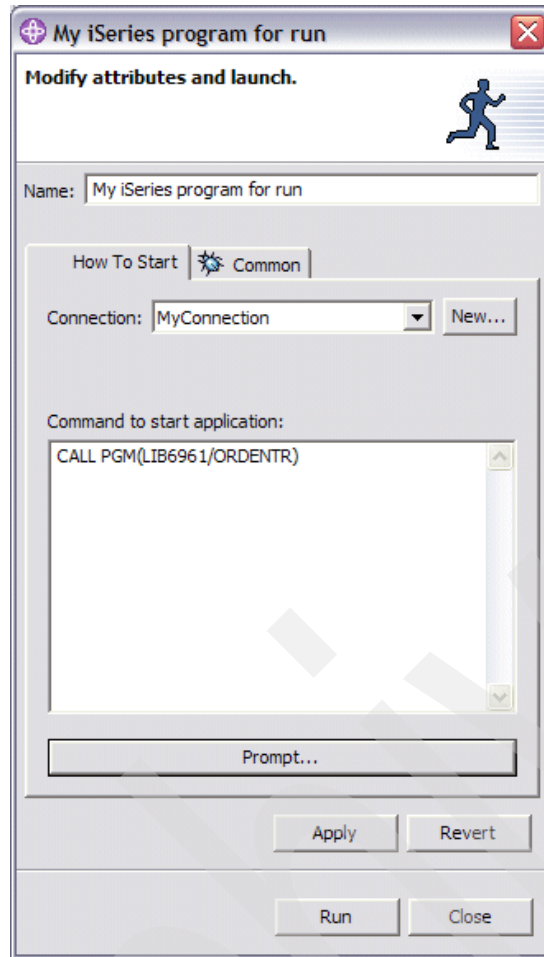 My iSeries program for run
Modify attributes and launch.
Name: My iSeries program for run
How To Start Common
Connection: MyConnection New...
Command to start application:
CALL PGM(LIB6961/ORDENTR)
Prompt...
Apply Revert
Run Close